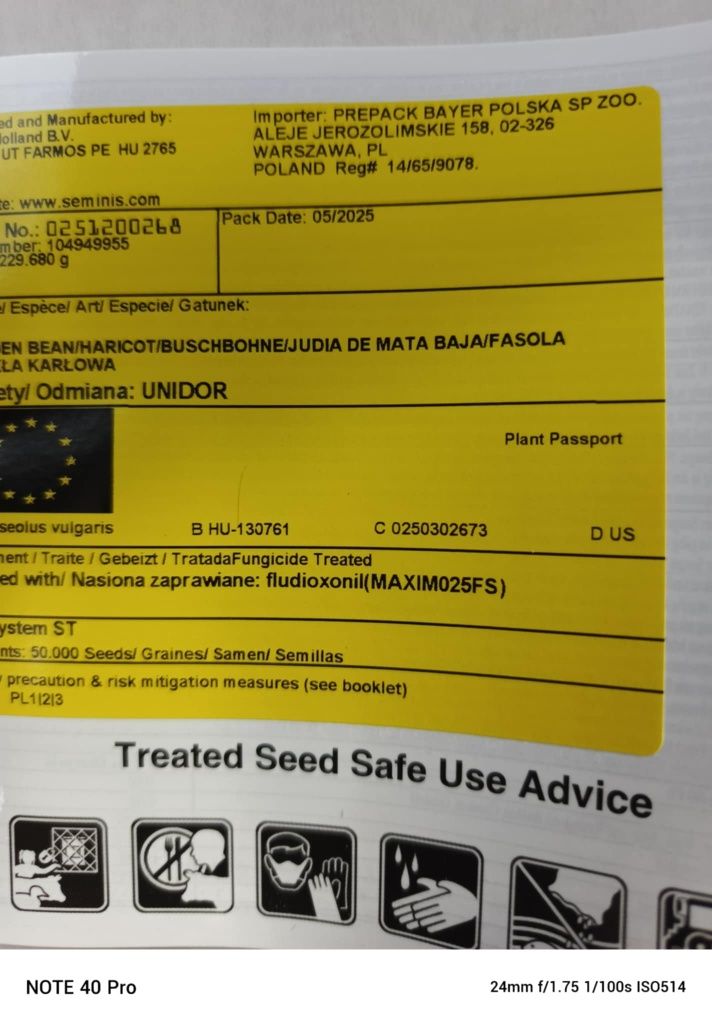 ed and Manufactured by:
olland B.V.
UT FARMOS PE HU 2765
Importer: PREPACK BAYER POLSKA SP ZOO.
ALEJE JEROZOLIMSKIE 158, 02-326
WARSZAWA, PL
POLAND Reg# 14/65/9078.
te: www.seminis.com
No.: 0251200268
mber: 104949955
229.680 g
Pack Date: 05/2025
/ Espèce/ Art/ Especie/ Gatunek:
EN BEAN/HARICOT/BUSCHBOHNE/JUDIA DE MATA BAJA/FASOLA
ŁA KARŁOWA
ety/ Odmiana: UNIDOR
Plant Passport
seolus vulgaris B HU-130761 C 0250302673 D US
ment / Traite / Gebeizt / TratadaFungicide Treated
ed with/ Nasiona zaprawiane: fludioxonil(MAXIM025FS)
ystem ST
nts: 50.000 Seeds/ Graines/ Samen/ Semillas
/ precaution & risk mitigation measures (see booklet)
PL1|2|3
Treated Seed Safe Use Advice
NOTE 40 Pro
24mm f/1.75 1/100s ISO514